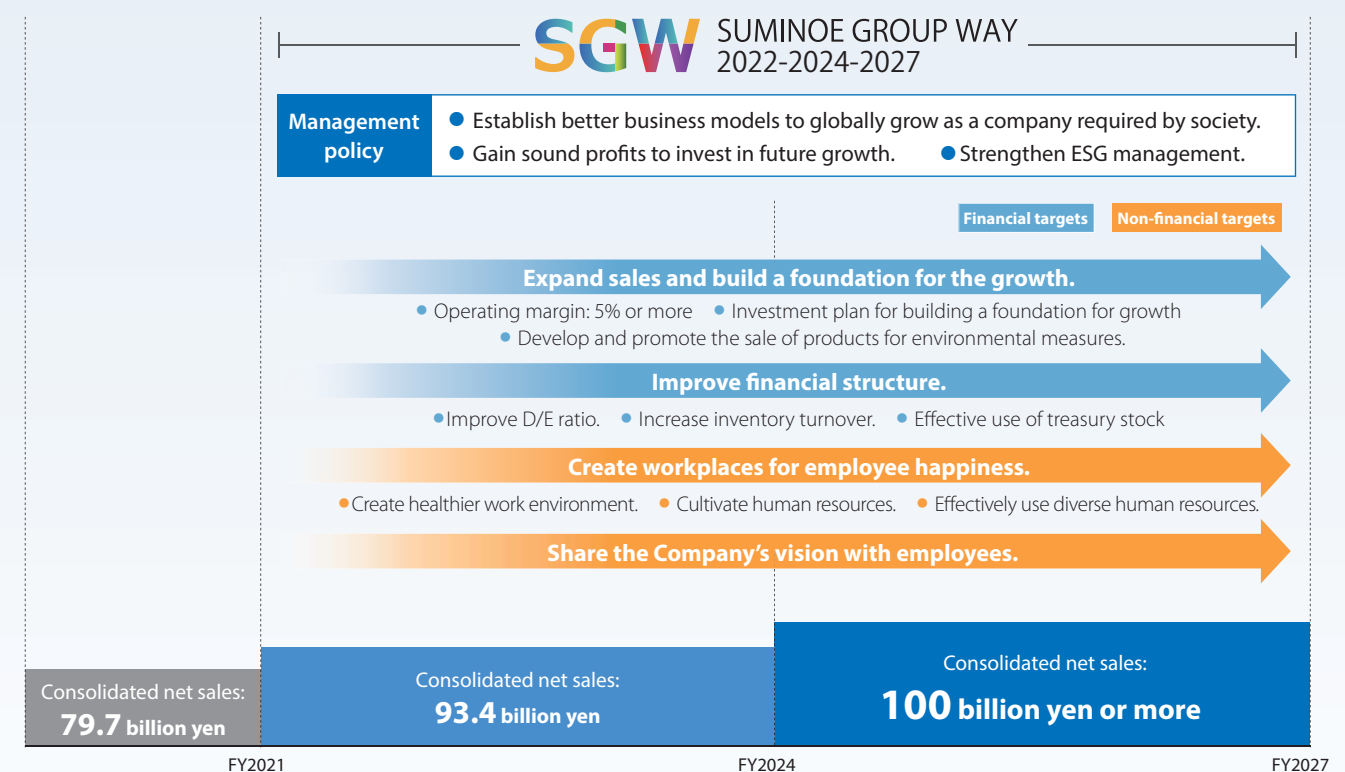 SGW SUMINOE GROUP WAY
2022-2024-2027
Management
policy
● Establish better business models to globally grow as a company required by society.
● Gain sound profits to invest in future growth. ● Strengthen ESG management.
Financial targets Non-financial targets
Expand sales and build a foundation for the growth.
● Operating margin: 5% or more ● Investment plan for building a foundation for growth
● Develop and promote the sale of products for environmental measures.
Improve financial structure.
● Improve D/E ratio. ● Increase inventory turnover. ● Effective use of treasury stock
Create workplaces for employee happiness.
● Create healthier work environment. ● Cultivate human resources. ● Effectively use diverse human resources.
Share the Company's vision with employees.
Consolidated net sales:
79.7 billion yen
Consolidated net sales:
93.4 billion yen
Consolidated net sales:
100 billion yen or more
FY2021 FY2024 FY2027